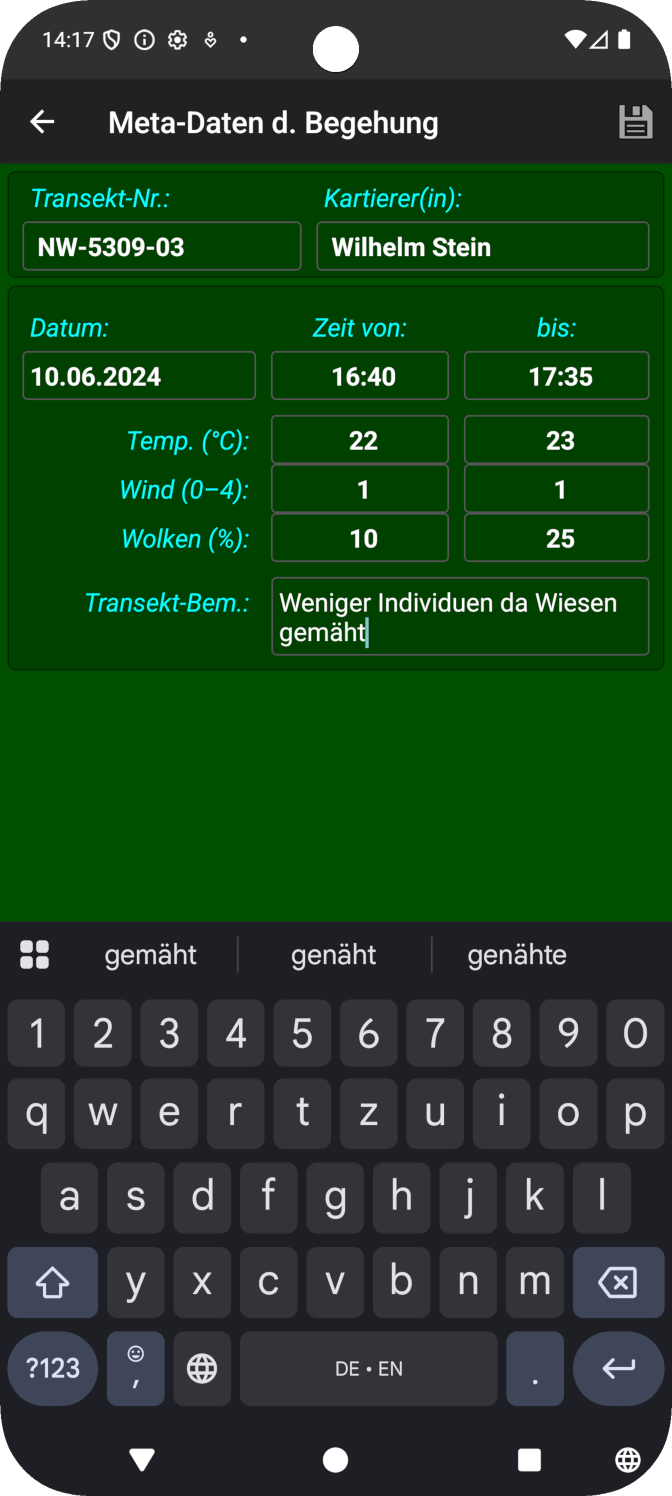 14:17
Meta-Daten d. Begehung
Transekt-Nr.: Kartierer(in):
NW-5309-03 Wilhelm Stein
Datum: Zeit von: bis:
10.06.2024 16:40 17:35
Temp. (°C): 22 23
Wind (0–4): 1 1
Wolken (%): 10 25
Transekt-Bem.: Weniger Individuen da Wiesen
gemäht
gemäht genäht genähte
1 2 3 4 5 6 7 8 9 0
q w e r t z u i o p
a s d f g h j k l
y x c v b n m
?123 , DE • EN .